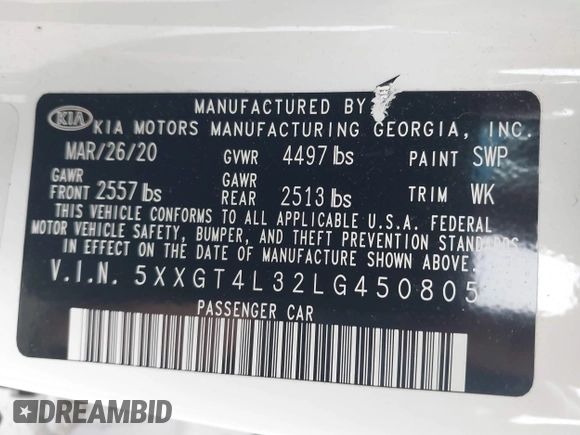 MANUFACTURED BY
KIA KIA MOTORS MANUFACTURING GEORGIA, INC.
MAR/26/20 GVWR 4497 lbs PAINT SWP
GAWR GAWR
FRONT 2557 lbs REAR 2513 lbs TRIM WK
THIS VEHICLE CONFORMS TO ALL APPLICABLE U.S.A. FEDERAL
MOTOR VEHICLE SAFETY, BUMPER, AND THEFT PREVENTION STANDARDS
IN EFFECT ON THE DATE OF MANUFACTURE SHOWN ABOVE.
V.I.N. 5XXGT4L32LG450805
PASSENGER CAR
DREAMBID